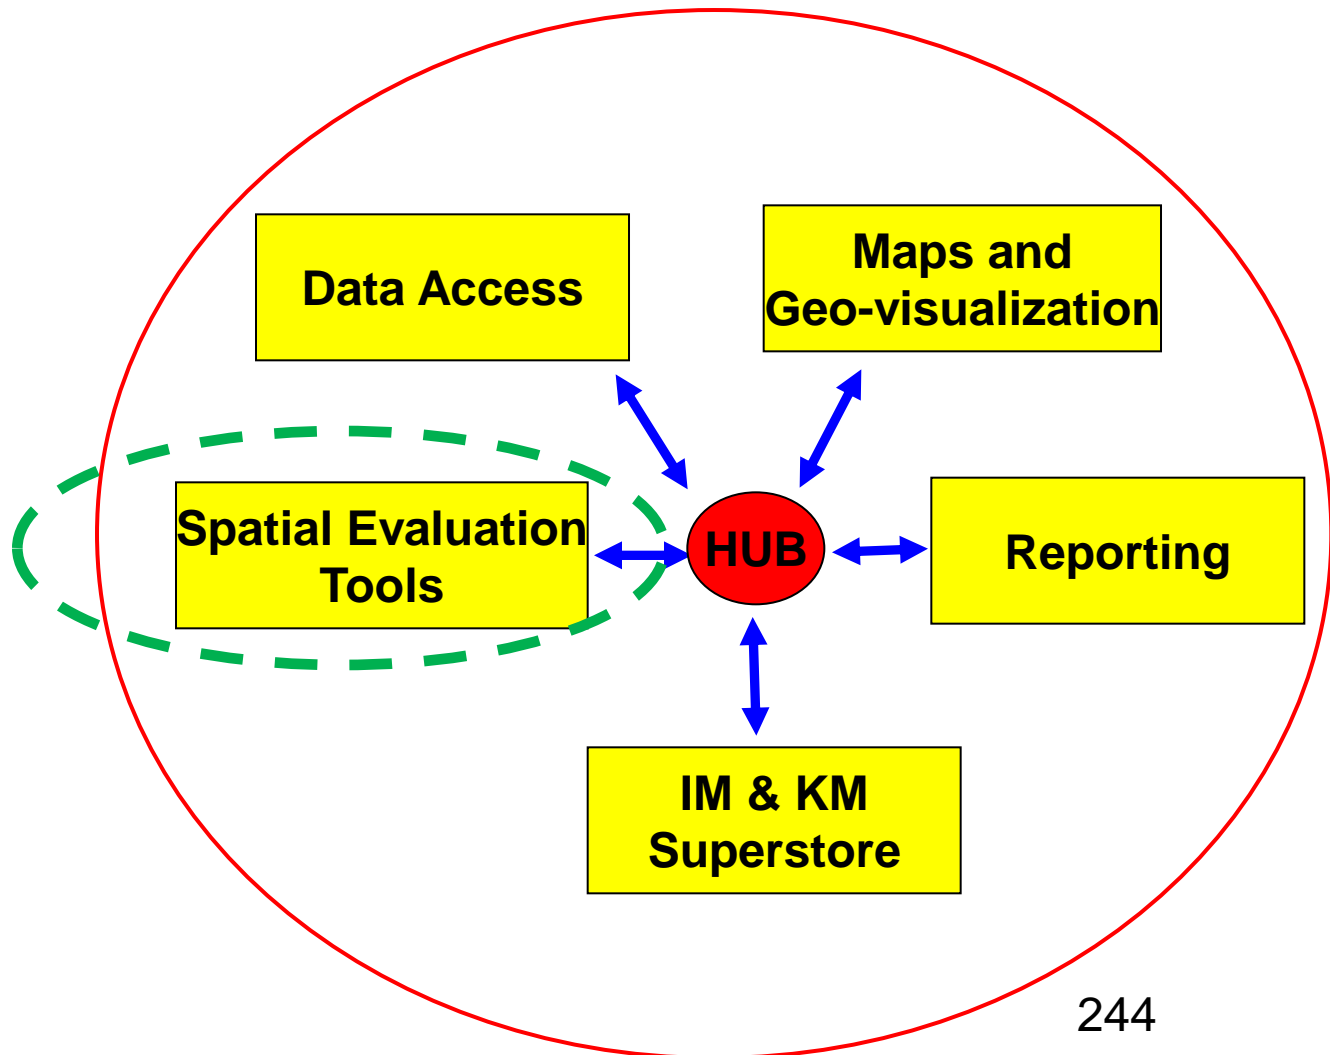 Data Access
Maps and
Geo-visualization
Spatial Evaluation
Tools
HUB
Reporting
IM & KM
Superstore
244